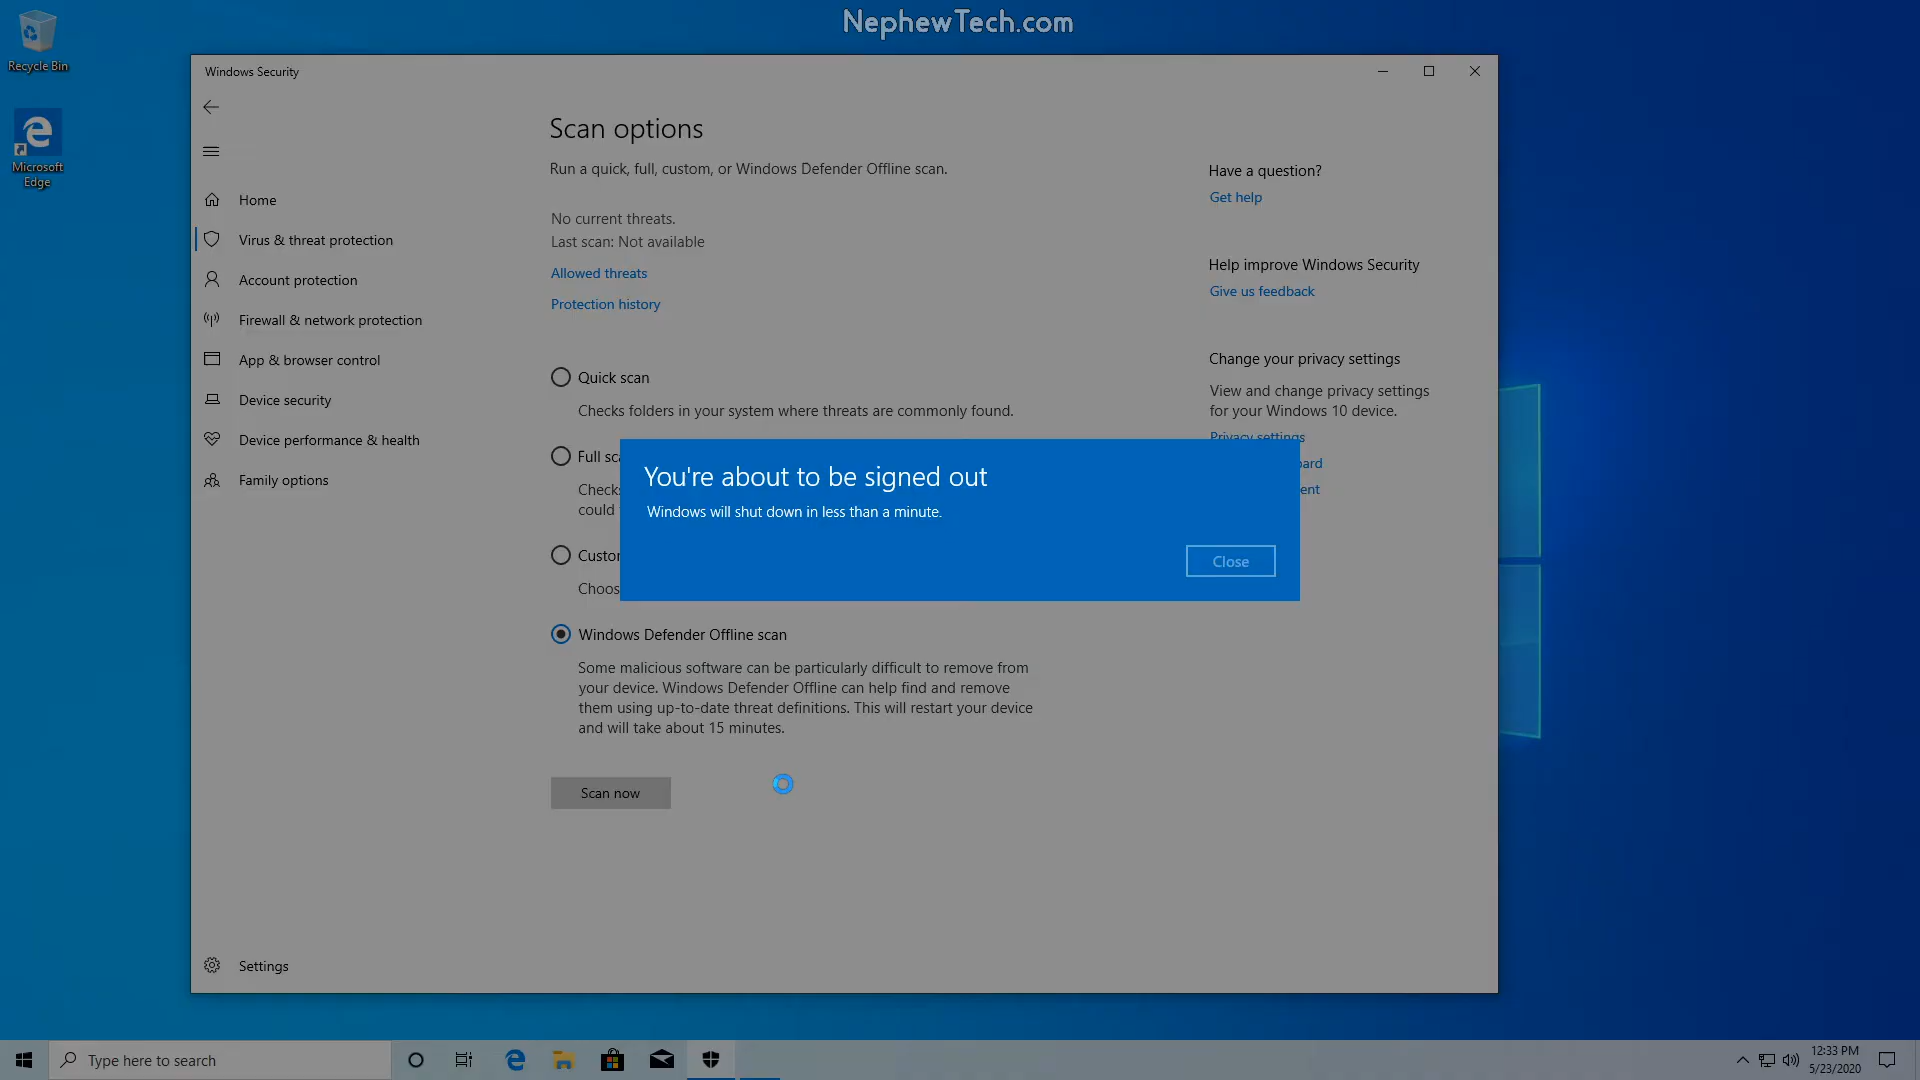 NephewTech.com
Recycle Bin
Microsoft
Edge
Windows Security
Home
Virus & threat protection
Account protection
Firewall & network protection
App & browser control
Device security
Device performance & health
Family options
Settings
Scan options
Run a quick, full, custom, or Windows Defender Offline scan.
No current threats.
Last scan: Not available
Allowed threats
Protection history
Quick scan
Checks folders in your system where threats are commonly found.
Full
could
Windows Defender Offline scan
Some malicious software can be particularly difficult to remove from
your device. Windows Defender Offline can help find and remove
them using up-to-date threat definitions. This will restart your device
and will take about 15 minutes.
Scan now
You're about to be signed out
Windows will shut down in less than a minute.
Close
Have a question?
Get help
Help improve Windows Security
Give us feedback
Change your privacy settings
View and change privacy settings
for your Windows 10 device.
Privacy settings
Type here to search
12:33 PM
5/23/2020